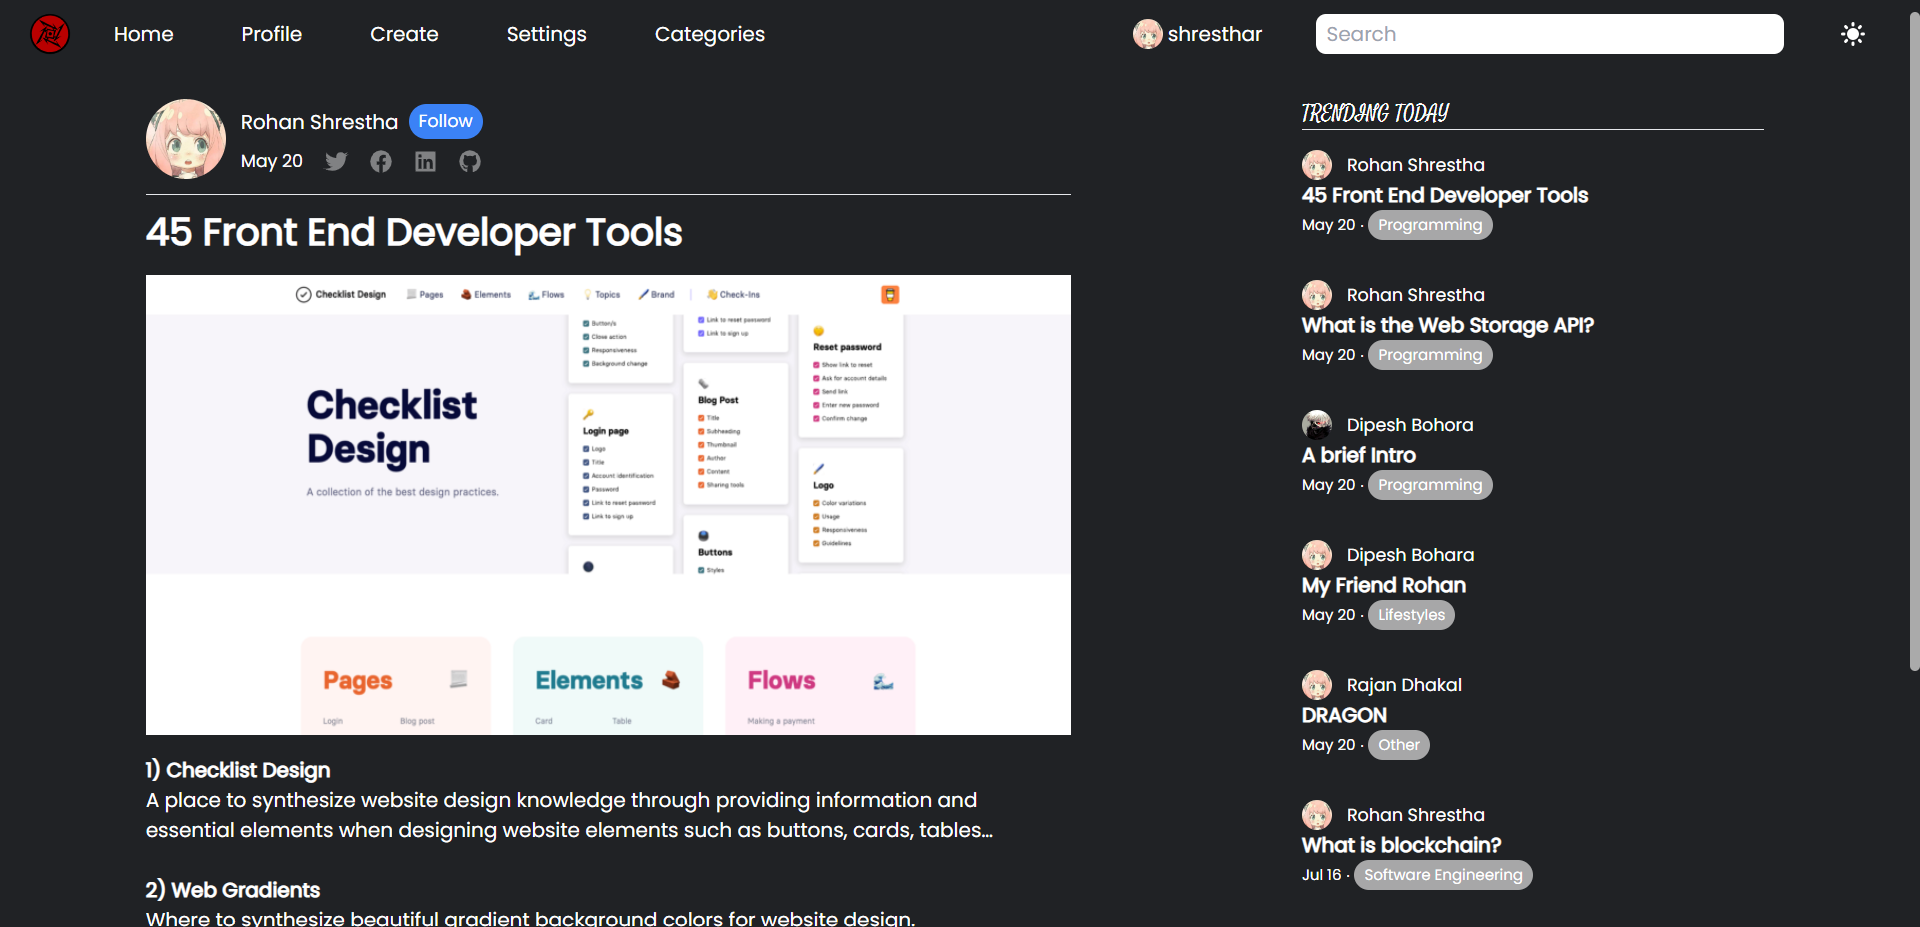 Home Profile Create Settings Categories shresthar Search
Rohan Shrestha Follow
May 20
45 Front End Developer Tools
Checklist Design Pages Elements Flows Topics Brand Check-Ins
Checklist
Design
A collection of the best design practices.
Button/s
Close action
Responsiveness
Background change
Login page
Logo
Title
Account identification
Password
Link to reset password
Link to sign up
Link to reset password
Link to sign up
Blog Post
Title
Subheading
Thumbnail
Author
Content
Sharing tools
Buttons
Styles
Reset password
Show link to reset
Ask for account details
Send link
Enter new password
Confirm change
Logo
Color variations
Usage
Responsiveness
Guidelines
Pages
Login Blog post
Elements
Card Table
Flows
Making a payment
1) Checklist Design
A place to synthesize website design knowledge through providing information and
essential elements when designing website elements such as buttons, cards, tables...
2) Web Gradients
Where to synthesize beautiful gradient background colors for website design.
TRENDING TODAY
Rohan Shrestha
45 Front End Developer Tools
May 20 · Programming
Rohan Shrestha
What is the Web Storage API?
May 20 · Programming
Dipesh Bohora
A brief Intro
May 20 · Programming
Dipesh Bohara
My Friend Rohan
May 20 · Lifestyles
Rajan Dhakal
DRAGON
May 20 · Other
Rohan Shrestha
What is blockchain?
Jul 16 · Software Engineering